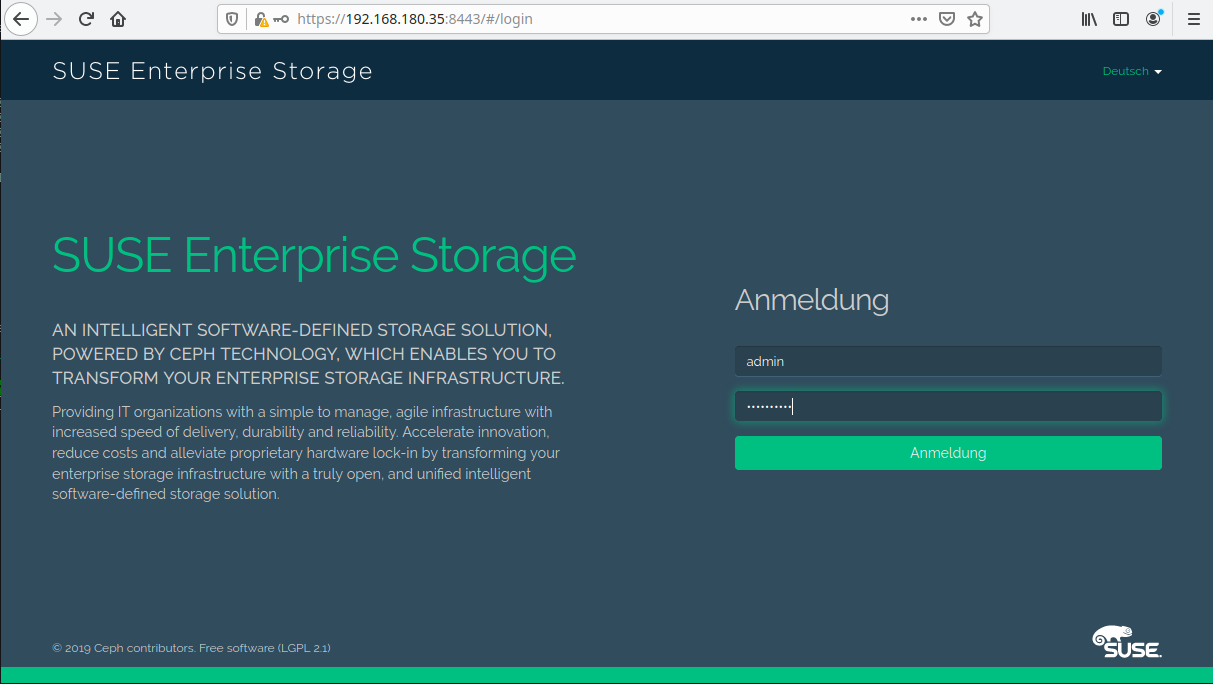 https://192.168.180.35:8443/#/login
SUSE Enterprise Storage
Deutsch
SUSE Enterprise Storage
AN INTELLIGENT SOFTWARE-DEFINED STORAGE SOLUTION,
POWERED BY CEPH TECHNOLOGY, WHICH ENABLES YOU TO
TRANSFORM YOUR ENTERPRISE STORAGE INFRASTRUCTURE.
Providing IT organizations with a simple to manage, agile infrastructure with
increased speed of delivery, durability and reliability. Accelerate innovation,
reduce costs and alleviate proprietary hardware lock-in by transforming your
enterprise storage infrastructure with a truly open, and unified intelligent
software-defined storage solution.
Anmeldung
admin
••••••••••
Anmeldung
© 2019 Ceph contributors. Free software (LGPL 2.1)
SUSE.